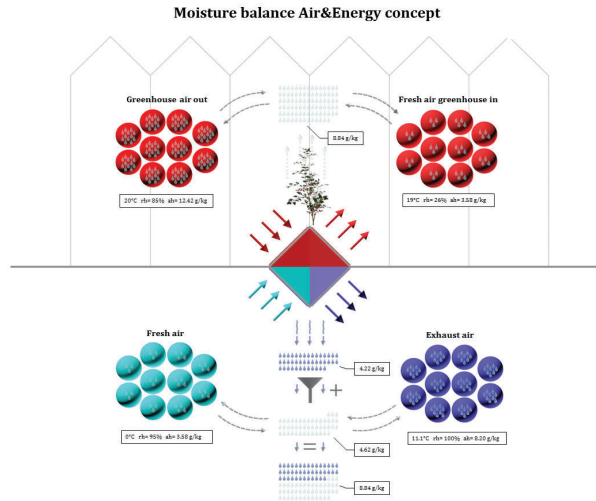 Moisture balance Air&Energy concept
Greenhouse air out
Fresh air greenhouse in
8.84 g/kg
20°C rh= 85% ah= 12.42 g/kg
19°C rh= 26% ah= 3.58 g/kg
Fresh air
Exhaust air
4.22 g/kg
0°C rh= 95% ah= 3.58 g/kg
11.1°C rh= 100% ah= 8.20 g/kg
4.62 g/kg
8.84 g/kg